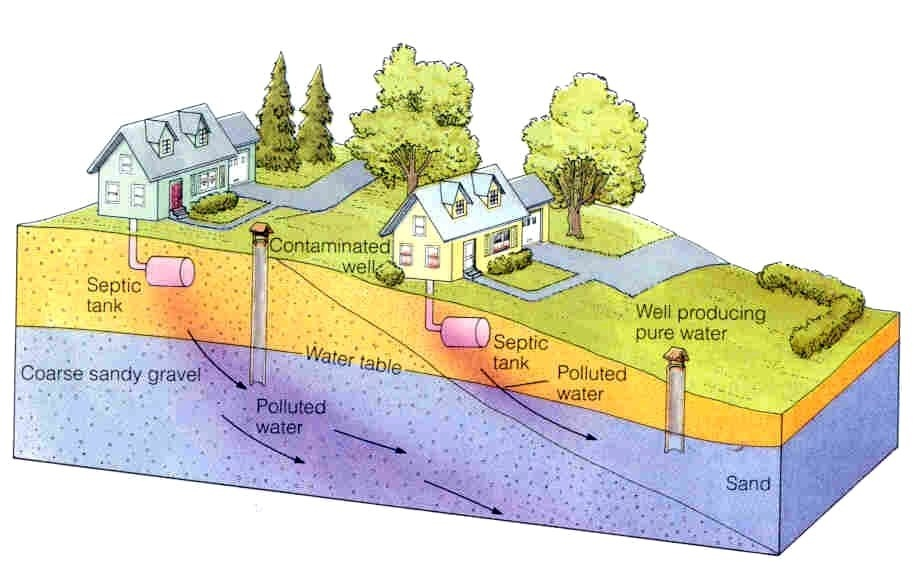 Contaminated
well
Septic
tank
Well producing
pure water
Septic
tank
Water table
Coarse sandy gravel
Polluted
water
Polluted
water
Sand